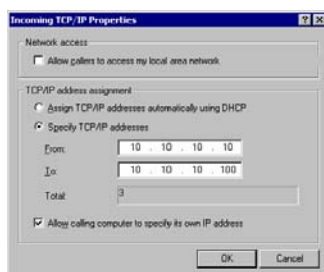 Incoming TCP/IP Properties
Network access
Allow callers to access my local area network
TCP/IP address assignment
Assign TCP/IP addresses automatically using DHCP
Specify TCP/IP addresses
From: 10 . 10 . 10 . 10
To: 10 . 10 . 10 . 100
Total: 3
Allow calling computer to specify its own IP address
OK Cancel